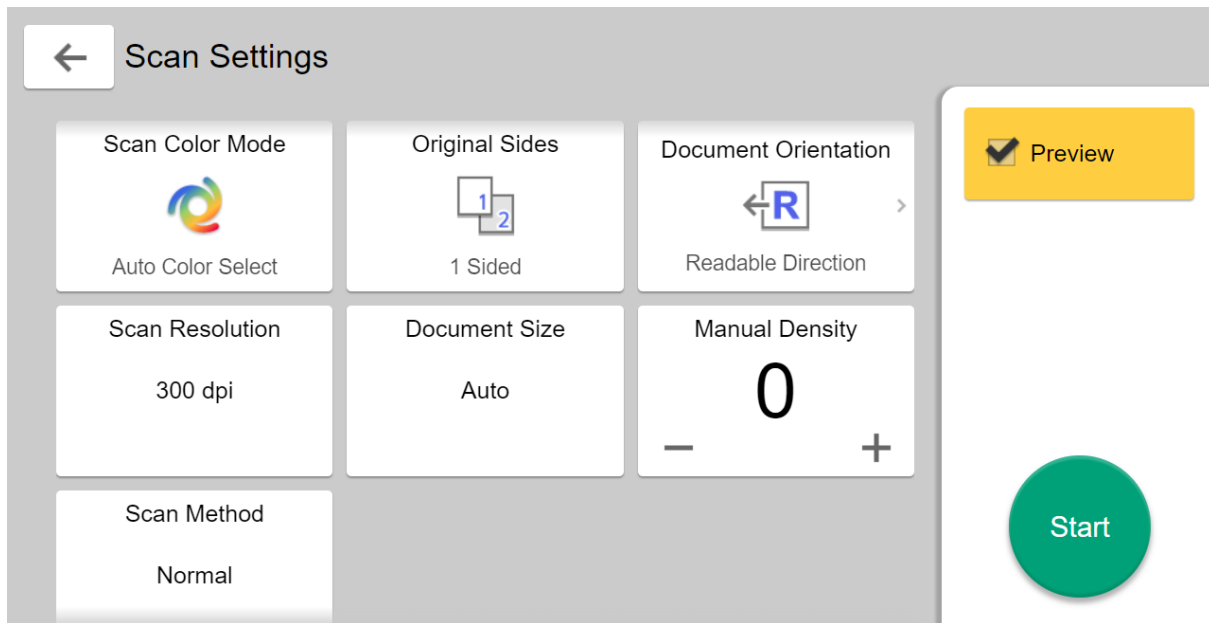 Scan Settings
Scan Color Mode
Auto Color Select
Original Sides
1
2
1 Sided
Document Orientation
R
Readable Direction
Preview
Scan Resolution
300 dpi
Document Size
Auto
Manual Density
0
− +
Scan Method
Normal
Start